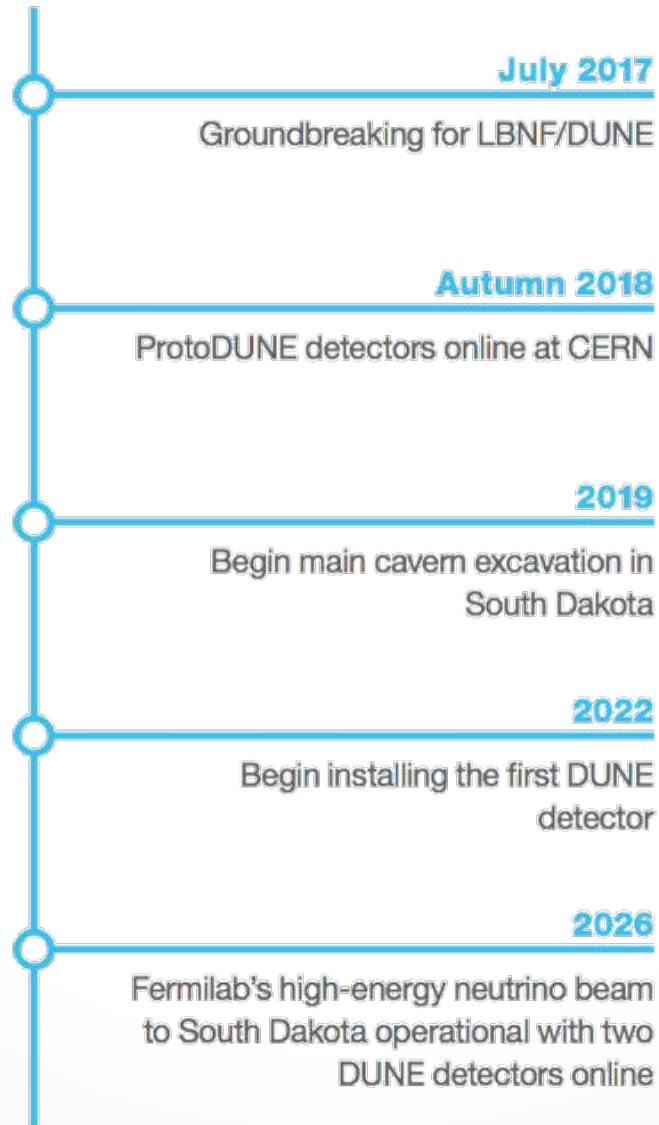 July 2017
Groundbreaking for LBNF/DUNE
Autumn 2018
ProtoDUNE detectors online at CERN
2019
Begin main cavern excavation in
South Dakota
2022
Begin installing the first DUNE
detector
2026
Fermilab’s high-energy neutrino beam
to South Dakota operational with two
DUNE detectors online